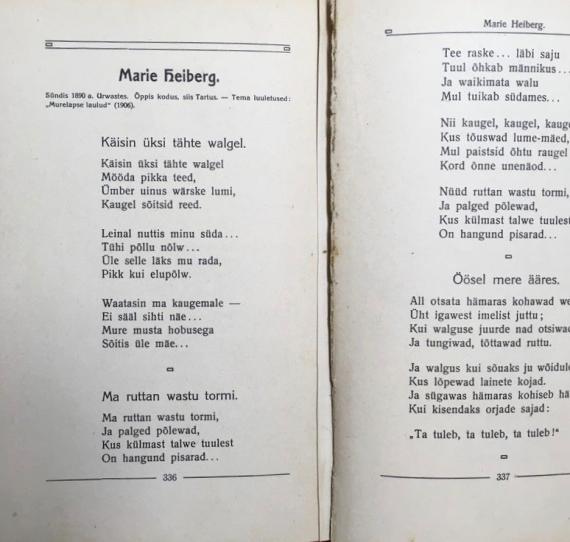 Marie Heiberg.
Sündis 1890 a. Urwastes. Õppis kodus, siis Tartus. — Tema luuletused:
„Murelapse laulud" (1906).
Käisin üksi tähte walgel.
Käisin üksi tähte walgel
Mööda pikka teed,
Ümber uinus wärske lumi,
Kaugel sõitsid reed.
Leinal nuttis minu süda...
Tühi põllu nõlw...
Üle selle läks mu rada,
Pikk kui elupõlw.
Waatasin ma kaugemale —
Ei sääl sihti näe...
Mure musta hobusega
Sõitis üle mäe...
Ma ruttan wastu tormi.
Ma ruttan wastu tormi,
Ja palged põlewad,
Kus külmast talwe tuulest
On hangund pisarad...
336
Marie Heiberg.
Tee raske... läbi saju
Tuul õhkab männikus...
Ja waikimata walu
Mul tuikab südames...
Nii kaugel, kaugel,
Kus tõuswad lume-mäed,
Mul paistsid õhtu raugel
Kord õnne unenäod...
Nüüd ruttan wastu tormi,
Ja palged põlewad,
Kus külmast talwe tuulest
On hangund pisarad...
Öösel mere ääres.
All otsata hämaras kohawad
Üht igawest imelist juttu;
Kui walguse juurde nad
Ja tungiwad, tõttawad ruttu.
Ja walgus kui sõuaks ju
Kus lõpewad lainete kojad.
Ja sügawas hämaras kohiseb
Kui kisendaks orjade sajad:
„Ta tuleb, ta tuleb, ta tuleb!"
337